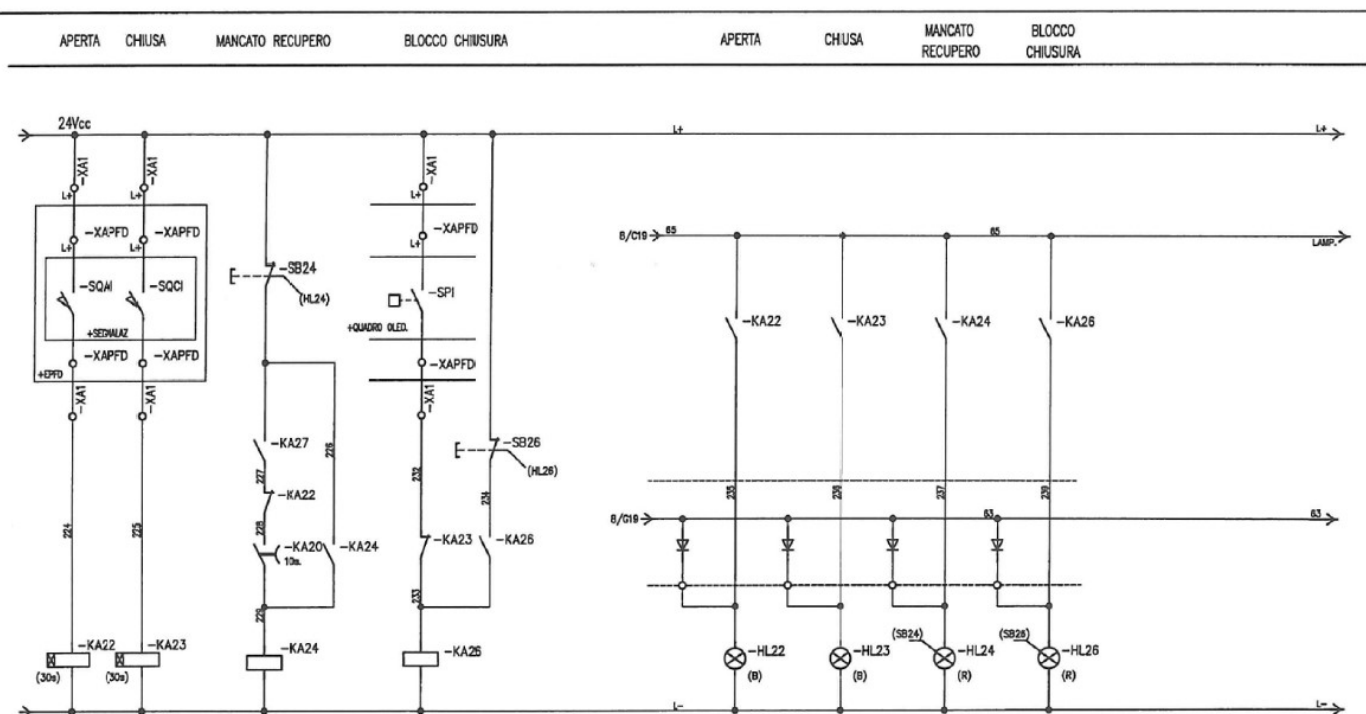 APERTA CHIUSA MANCATO RECUPERO BLOCCO CHIUSURA APERTA CHIUSA MANCATO RECUPERO BLOCCO CHIUSURA
24Vcc L+ L+
-XA1 -XA1 -XA1
L+ L+ L+
-XAPFD -XAPFD -XAPFD
L+ L+ L+
B/C19 65 65 LAMP.
-SB24
(HL24)
-SQAI -SQCI -SPI
+SEGNALAZ +QUADRO OLEO.
-KA22 -KA23 -KA24 -KA26
-XAPFD -XAPFD -XAPFD
+EPFD
-XA1 -XA1 -XA1
-KA27 226 -SB26
(HL26)
227 232 234
-KA22
235 236 237 239
224 225 228
B/C19 63 63
-KA20 -KA24 -KA23 -KA26
10s.
229 233
-KA22 -KA23 -KA24 -KA26
(30s) (30s)
(SB24) (SB26)
-HL22 -HL23 -HL24 -HL26
(B) (B) (R) (R)
L- L-